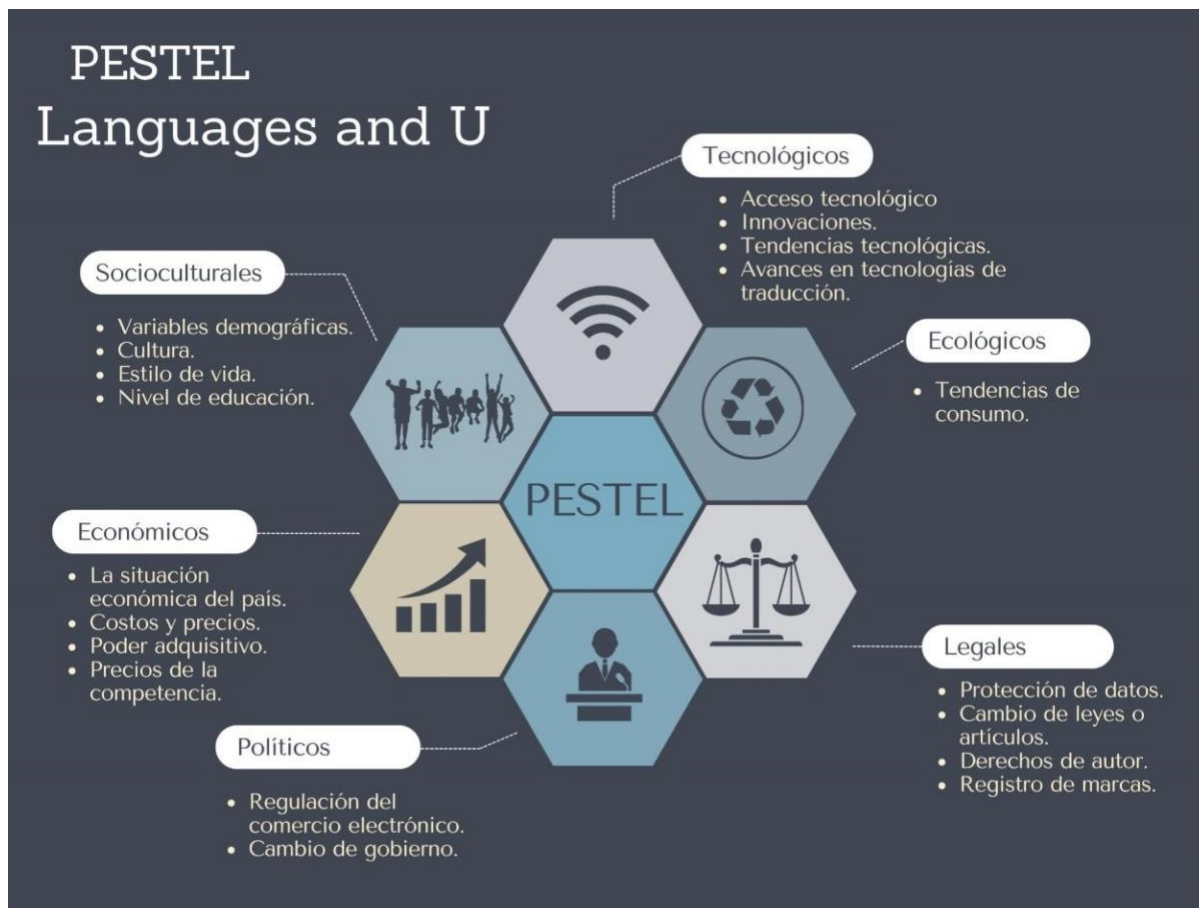 PESTEL
Languages and U
Tecnológicos
• Acceso tecnológico
• Innovaciones.
• Tendencias tecnológicas.
• Avances en tecnologías de
traducción.
Socioculturales
• Variables demográficas.
• Cultura.
• Estilo de vida.
• Nivel de educación.
Ecológicos
• Tendencias de
consumo.
PESTEL
Económicos
• La situación
económica del país.
• Costos y precios.
• Poder adquisitivo.
• Precios de la
competencia.
Legales
• Protección de datos.
• Cambio de leyes o
artículos.
• Derechos de autor.
• Registro de marcas.
Políticos
• Regulación del
comercio electrónico.
• Cambio de gobierno.